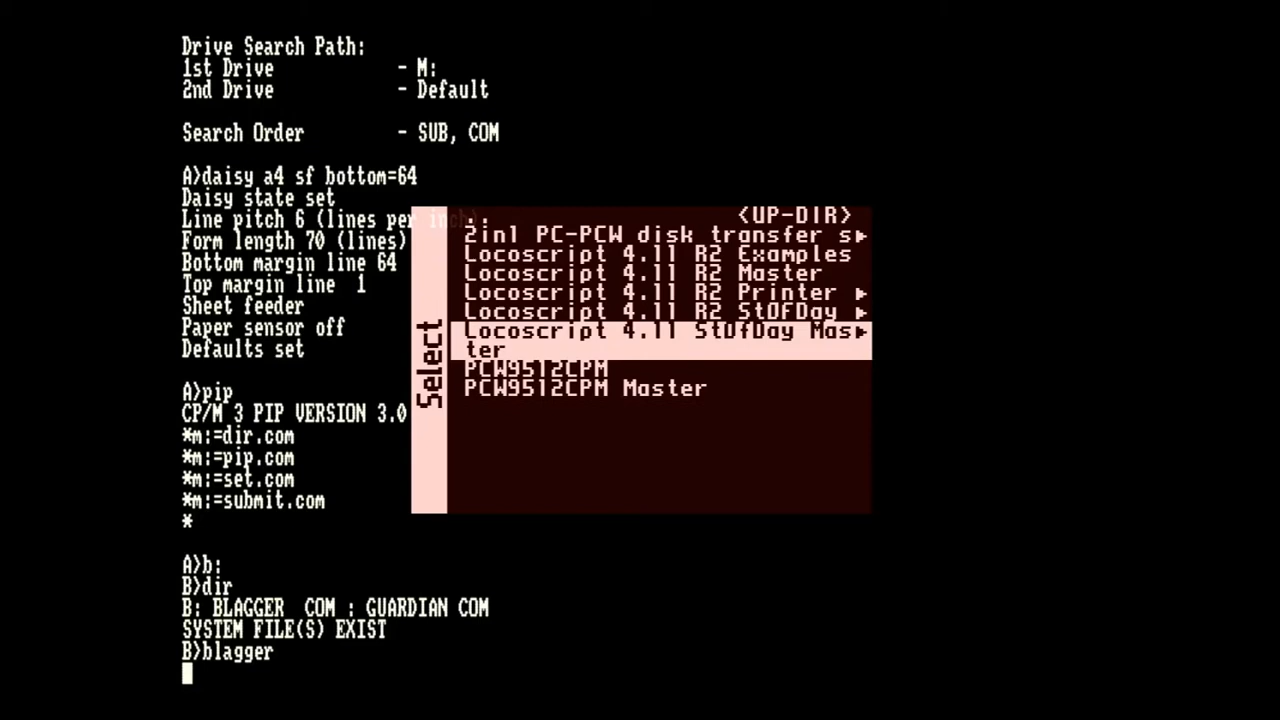 Drive Search Path:
1st Drive - M:
2nd Drive - Default
Search Order - SUB, COM
A>daisy a4 sf bottom=64
Daisy state set
Line pitch 6 (lines per inch)
Form length 70 (lines)
Bottom margin line 64
Top margin line 1
Sheet feeder
Paper sensor off
Defaults set
A>pip
CP/M 3 PIP VERSION 3.0
*m:=dir.com
*m:=pip.com
*m:=set.com
*m:=submit.com
*
A>b:
B>dir
B: BLAGGER COM : GUARDIAN COM
SYSTEM FILE(S) EXIST
B>blagger
Select
.. <UP-DIR>
2in1 PC-PCW disk transfer s▶
Locoscript 4.11 R2 Examples
Locoscript 4.11 R2 Master
Locoscript 4.11 R2 Printer ▶
Locoscript 4.11 R2 StOFDay ▶
Locoscript 4.11 StOfDay Mas▶
ter
PCW9512CPM
PCW9512CPM Master